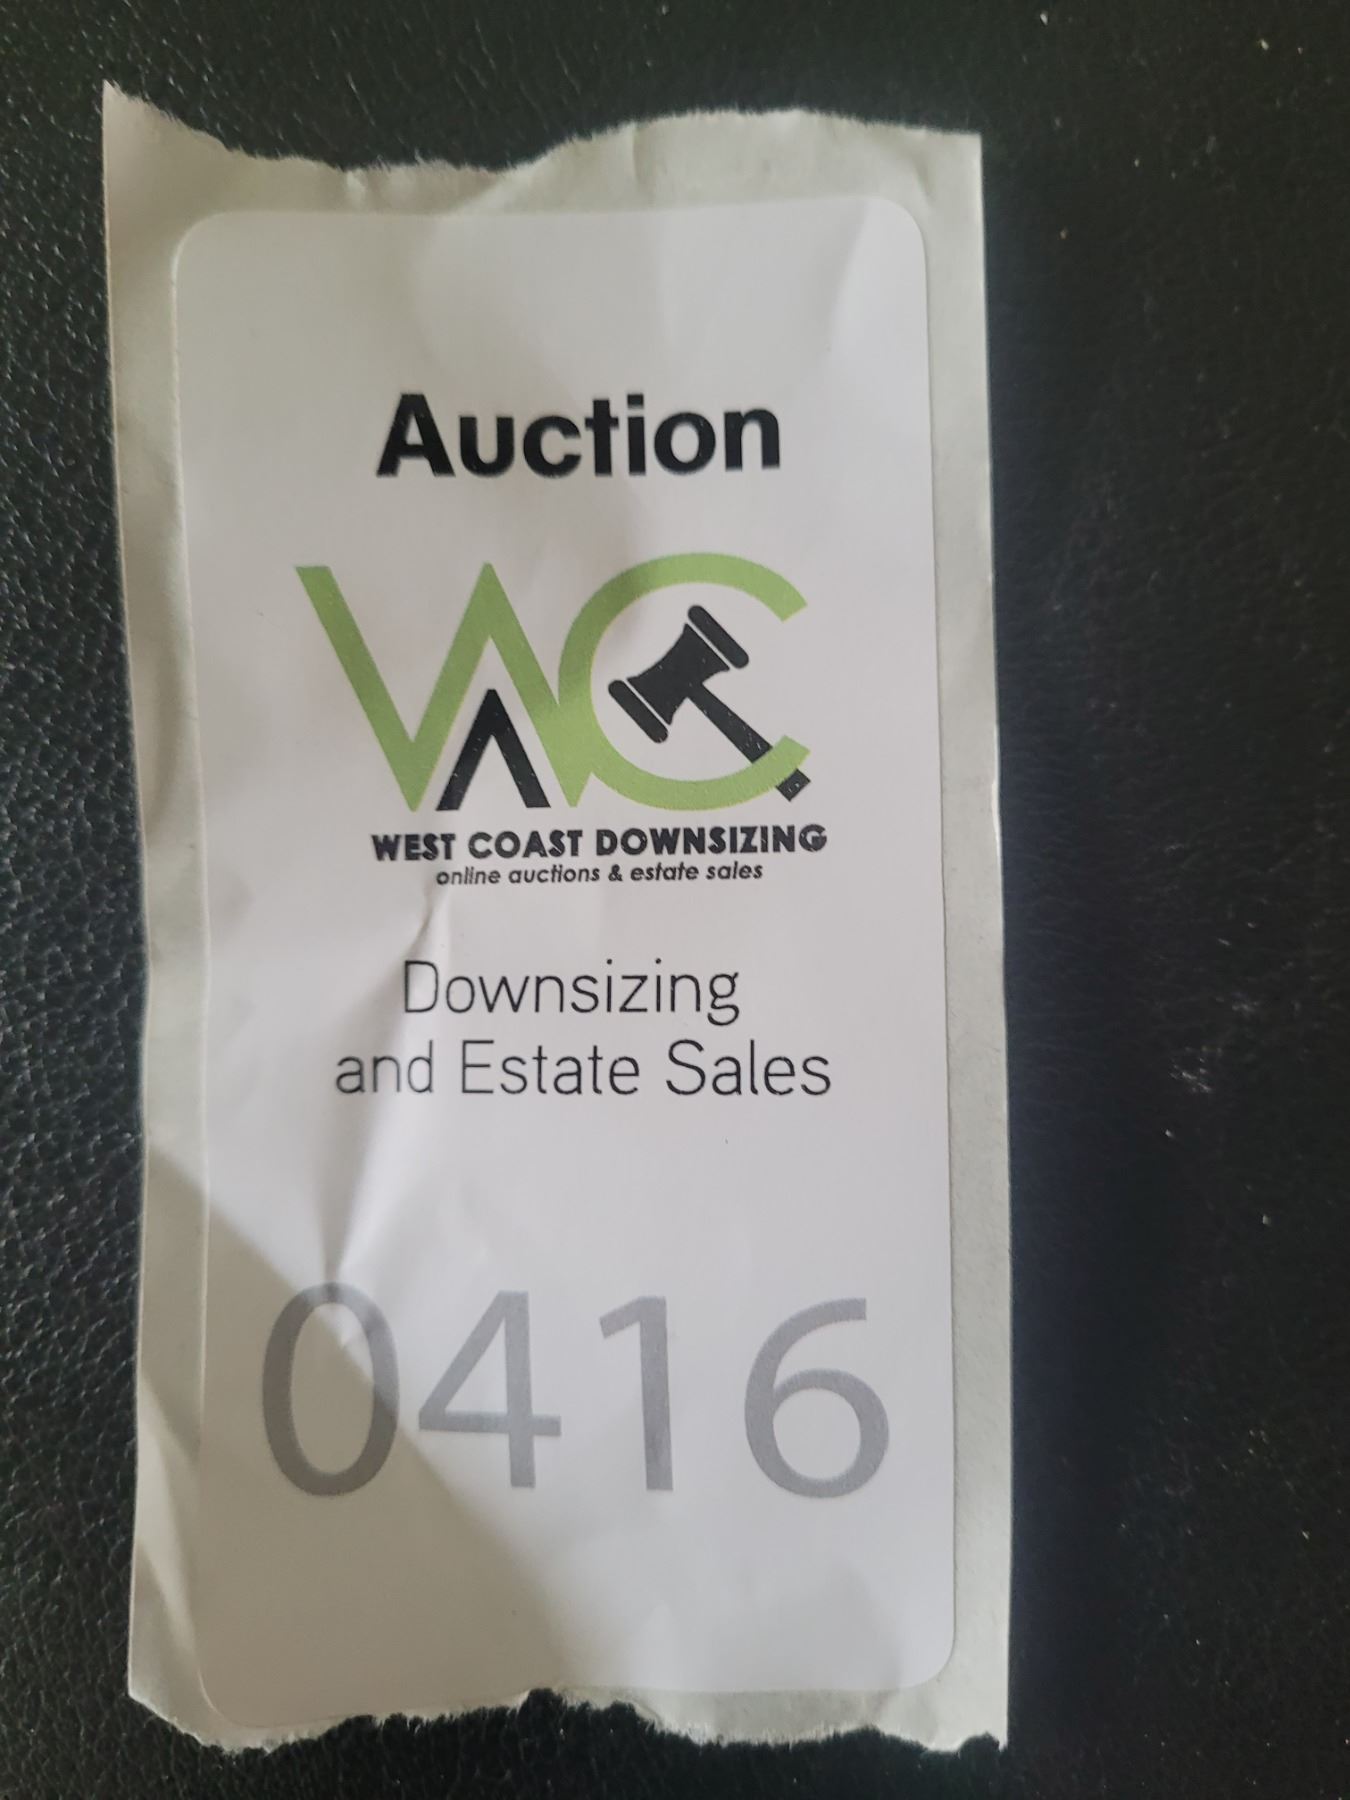 Auction
WC
WEST COAST DOWNSIZING
online auctions & estate sales
Downsizing
and Estate Sales
0416